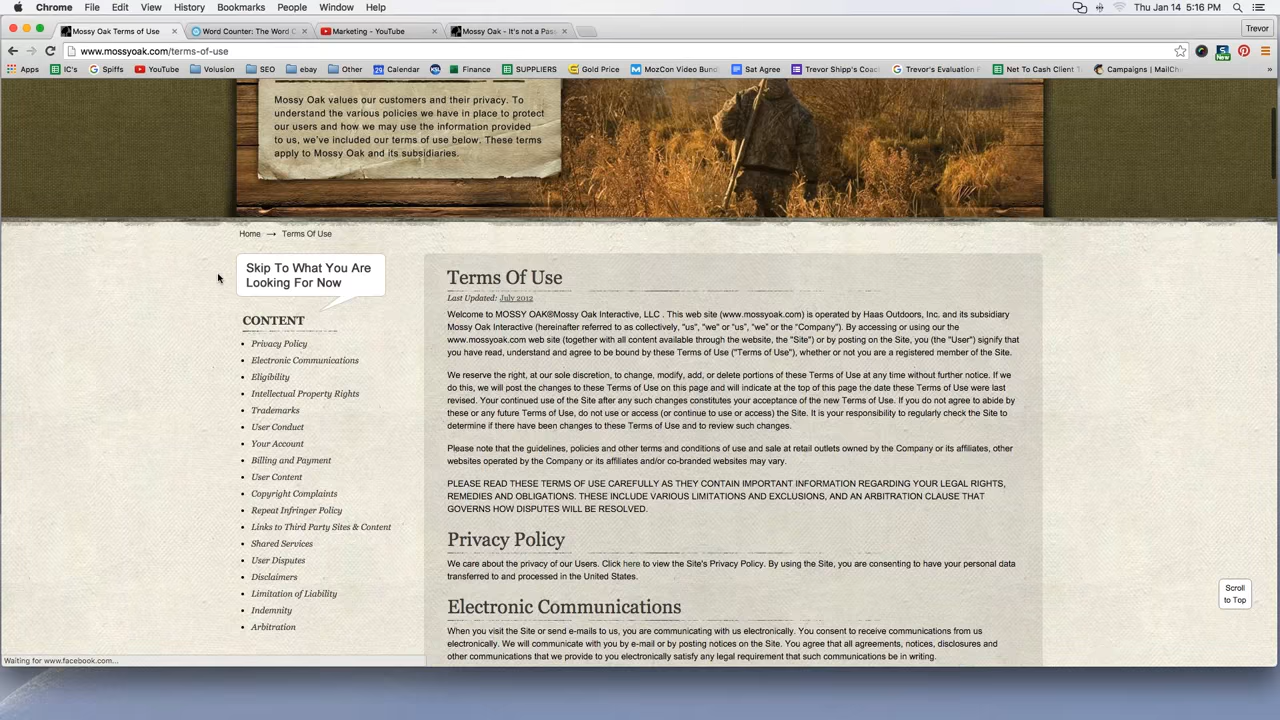 Chrome File Edit View History Bookmarks People Window Help Thu Jan 14 5:16 PM
Mossy Oak Terms of Use Word Counter: The Word C Marketing - YouTube Mossy Oak - It's not a Pas Trevor
www.mossyoak.com/terms-of-use
Apps IC's Spiffs YouTube Volusion SEO ebay Other Calendar Finance SUPPLIERS Gold Price MozCon Video Bund Sat Agree Trevor Shipp's Coac Trevor's Evaluation F Net To Cash Client T Campaigns | MailCh »
Mossy Oak values our customers and their privacy. To
understand the various policies we have in place to protect
our users and how we may use the information provided
to us, we've included our terms of use below. These terms
apply to Mossy Oak and its subsidiaries.
Home → Terms Of Use
Skip To What You Are
Looking For Now
CONTENT
Privacy Policy
Electronic Communications
Eligibility
Intellectual Property Rights
Trademarks
User Conduct
Your Account
Billing and Payment
User Content
Copyright Complaints
Repeat Infringer Policy
Links to Third Party Sites & Content
Shared Services
User Disputes
Disclaimers
Limitation of Liability
Indemnity
Arbitration
Terms Of Use
Last Updated: July 2012
Welcome to MOSSY OAK®Mossy Oak Interactive, LLC . This web site (www.mossyoak.com) is operated by Haas Outdoors, Inc. and its subsidiary
Mossy Oak Interactive (hereinafter referred to as collectively, "us", "we" or "us", "we" or the "Company"). By accessing or using our the
www.mossyoak.com web site (together with all content available through the website, the "Site") or by posting on the Site, you (the "User") signify that
you have read, understand and agree to be bound by these Terms of Use ("Terms of Use"), whether or not you are a registered member of the Site.
We reserve the right, at our sole discretion, to change, modify, add, or delete portions of these Terms of Use at any time without further notice. If we
do this, we will post the changes to these Terms of Use on this page and will indicate at the top of this page the date these Terms of Use were last
revised. Your continued use of the Site after any such changes constitutes your acceptance of the new Terms of Use. If you do not agree to abide by
these or any future Terms of Use, do not use or access (or continue to use or access) the Site. It is your responsibility to regularly check the Site to
determine if there have been changes to these Terms of Use and to review such changes.
Please note that the guidelines, policies and other terms and conditions of use and sale at retail outlets owned by the Company or its affiliates, other
websites operated by the Company or its affiliates and/or co-branded websites may vary.
PLEASE READ THESE TERMS OF USE CAREFULLY AS THEY CONTAIN IMPORTANT INFORMATION REGARDING YOUR LEGAL RIGHTS,
REMEDIES AND OBLIGATIONS. THESE INCLUDE VARIOUS LIMITATIONS AND EXCLUSIONS, AND AN ARBITRATION CLAUSE THAT
GOVERNS HOW DISPUTES WILL BE RESOLVED.
Privacy Policy
We care about the privacy of our Users. Click here to view the Site's Privacy Policy. By using the Site, you are consenting to have your personal data
transferred to and processed in the United States.
Electronic Communications
When you visit the Site or send e-mails to us, you are communicating with us electronically. You consent to receive communications from us
electronically. We will communicate with you by e-mail or by posting notices on the Site. You agree that all agreements, notices, disclosures and
other communications that we provide to you electronically satisfy any legal requirement that such communications be in writing.
Scroll
to Top
Waiting for www.facebook.com...